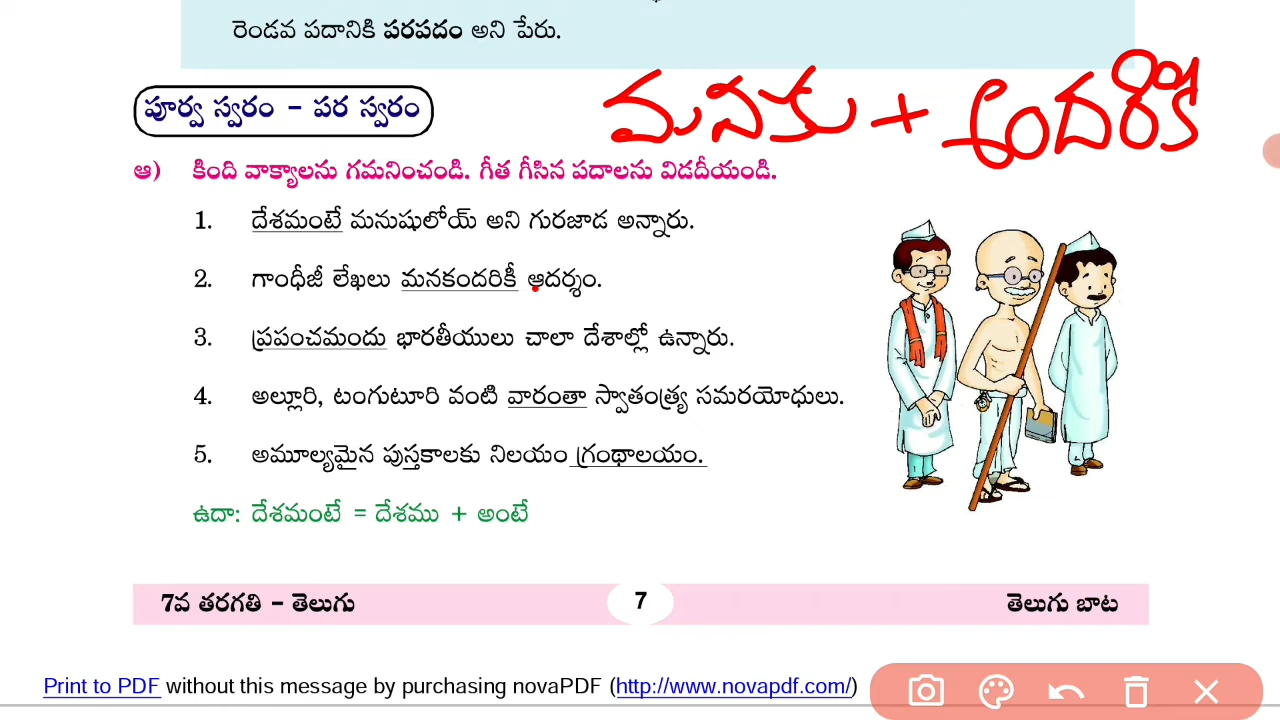 రెండవ పదానికి పరపదం అని పేరు.
పూర్వ స్వరం - పర స్వరం
మనకు + అందరికీ
ఆ) కింది వాక్యాలను గమనించండి. గీత గీసిన పదాలను విడదీయండి.
1. దేశమంటే మనుషులోయ్ అని గురజాడ అన్నారు.
2. గాంధీజీ లేఖలు మనకందరికీ ఆదర్శం.
3. ప్రపంచమందు భారతీయులు చాలా దేశాల్లో ఉన్నారు.
4. అల్లూరి, టంగుటూరి వంటి వారంతా స్వాతంత్ర్య సమరయోధులు.
5. అమూల్యమైన పుస్తకాలకు నిలయం గ్రంథాలయం.
ఉదా: దేశమంటే = దేశము + అంటే
7వ తరగతి - తెలుగు 7 తెలుగు బాట
Print to PDF without this message by purchasing novaPDF (http://www.novapdf.com/)